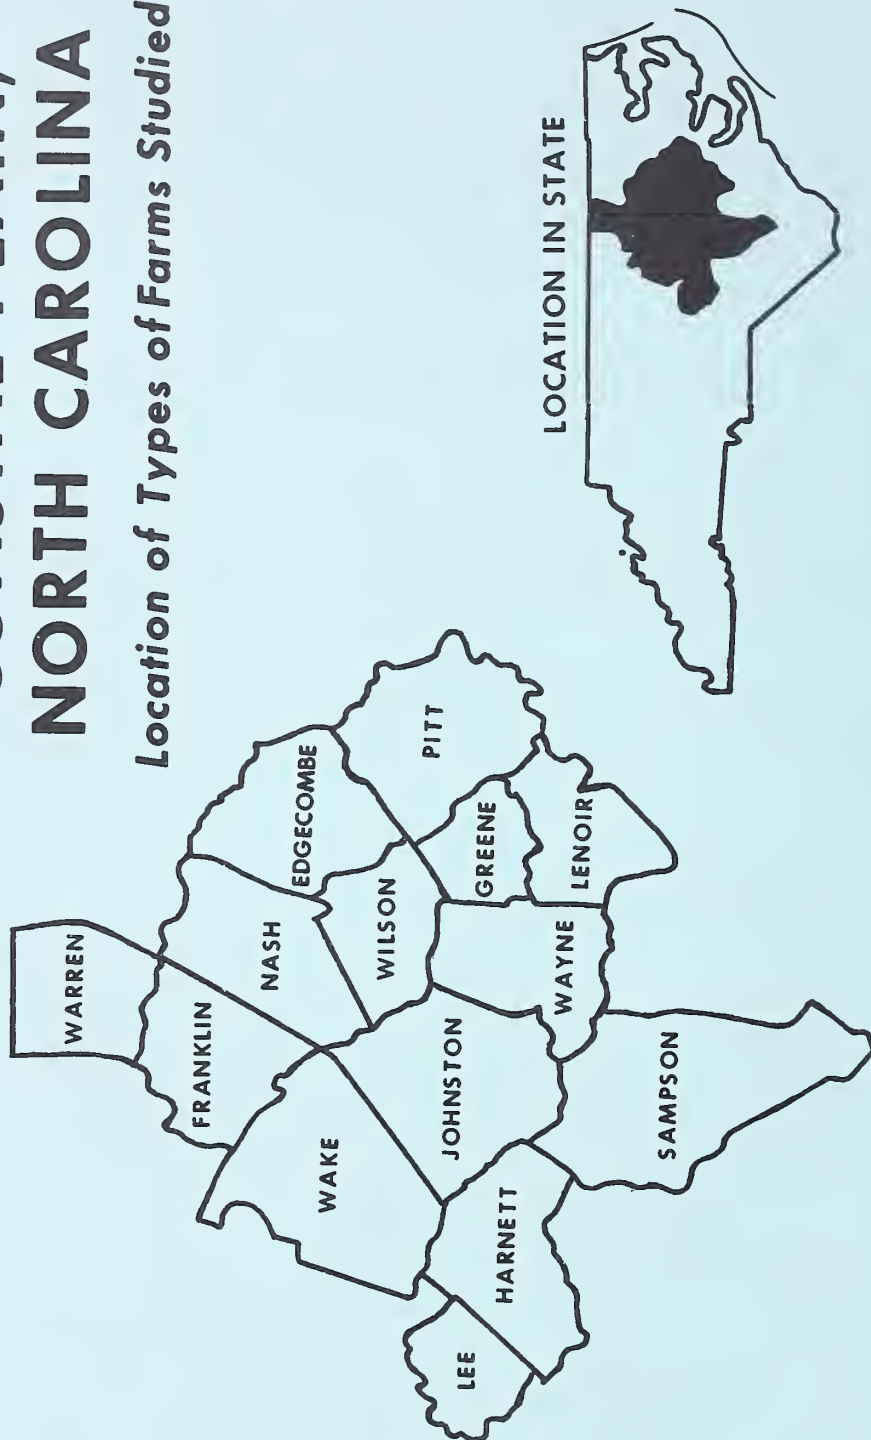 NORTH CAROLINA
Location of Types of Farms Studied
WARREN
FRANKLIN
NASH
EDGECOMBE
WAKE
WILSON
PITT
JOHNSTON
LEE
GREENE
HARNETT
WAYNE
LENOIR
SAMPSON
LOCATION IN STATE